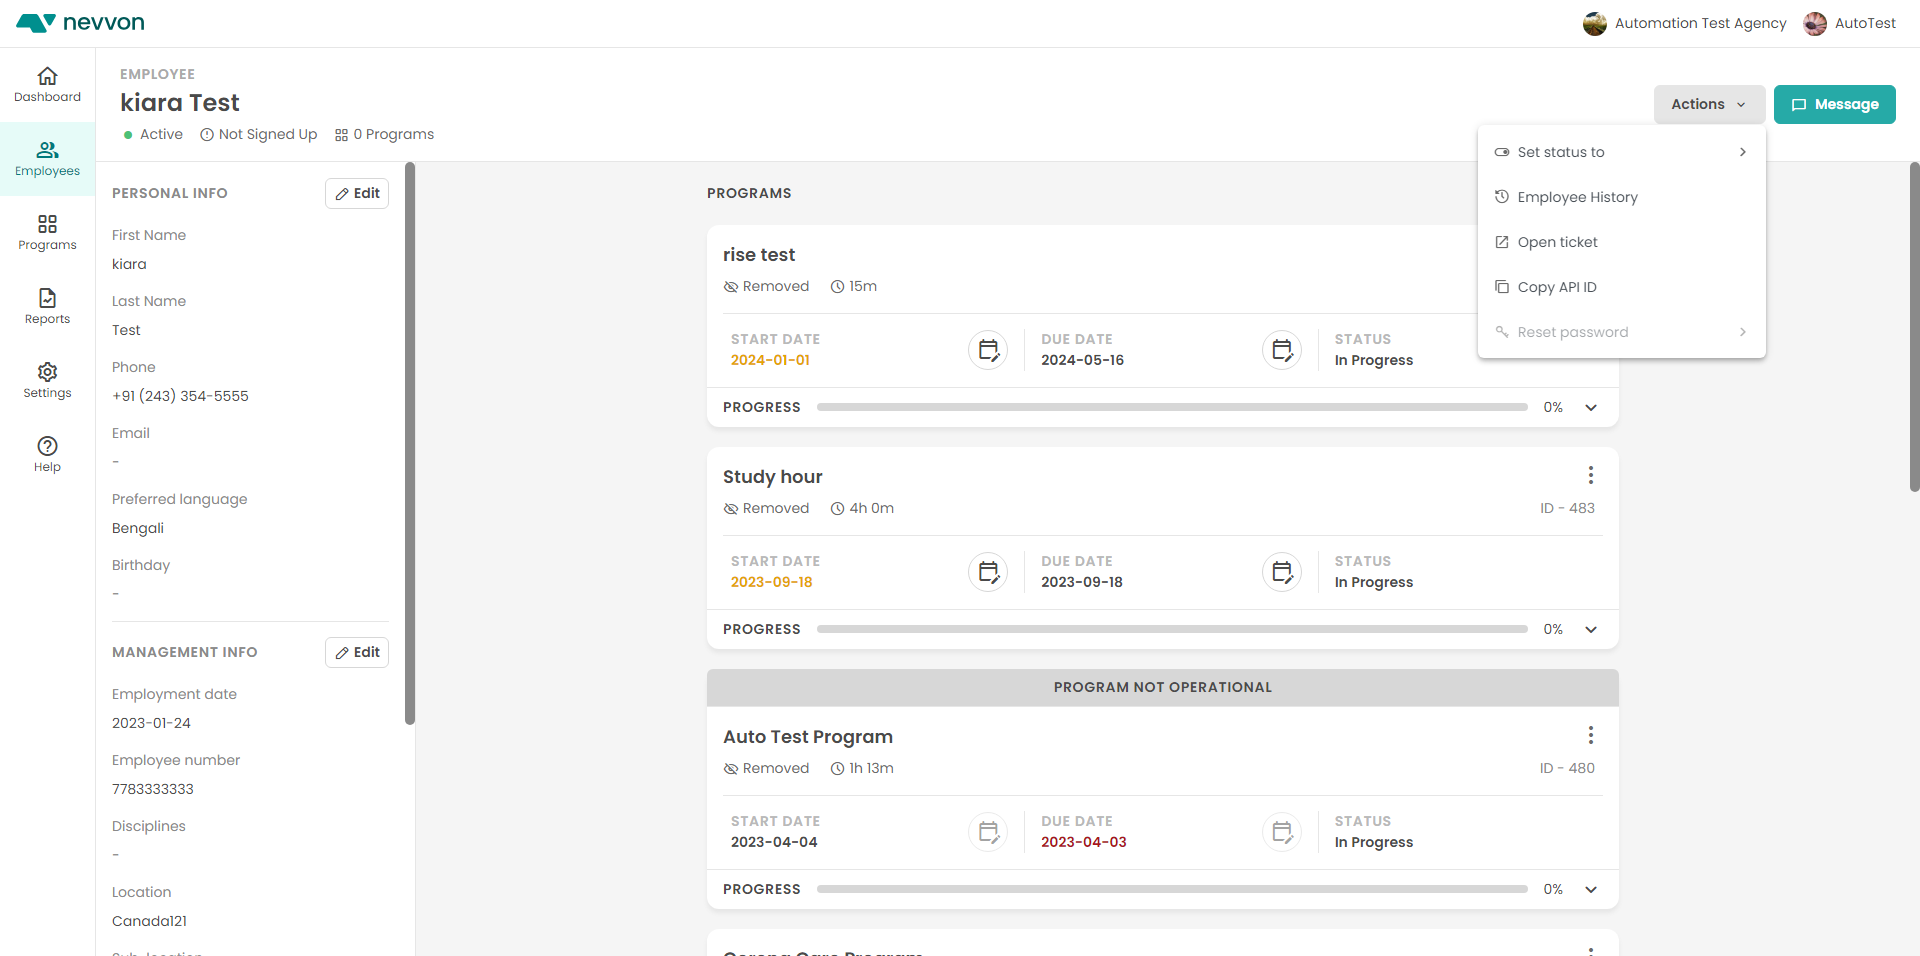 nevvon
Automation Test Agency
AutoTest
Dashboard
Employees
Programs
Reports
Settings
Help
EMPLOYEE
kiara Test
Active
Not Signed Up
0 Programs
Actions
Message
Set status to
Employee History
Open ticket
Copy API ID
Reset password
PERSONAL INFO
Edit
First Name
kiara
Last Name
Test
Phone
+91 (243) 354-5555
Email
-
Preferred language
Bengali
Birthday
-
MANAGEMENT INFO
Edit
Employment date
2023-01-24
Employee number
7783333333
Disciplines
-
Location
Canada121
Sub-location
PROGRAMS
rise test
Removed
15m
START DATE
2024-01-01
DUE DATE
2024-05-16
STATUS
In Progress
PROGRESS
0%
Study hour
Removed
4h 0m
ID - 483
START DATE
2023-09-18
DUE DATE
2023-09-18
STATUS
In Progress
PROGRESS
0%
PROGRAM NOT OPERATIONAL
Auto Test Program
Removed
1h 13m
ID - 480
START DATE
2023-04-04
DUE DATE
2023-04-03
STATUS
In Progress
PROGRESS
0%
Corona Care Program